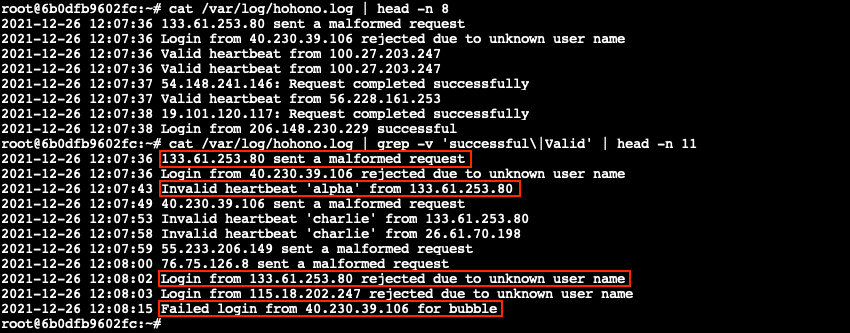 root@6b0dfb9602fc:~# cat /var/log/hohono.log | head -n 8
2021-12-26 12:07:36 133.61.253.80 sent a malformed request
2021-12-26 12:07:36 Login from 40.230.39.106 rejected due to unknown user name
2021-12-26 12:07:36 Valid heartbeat from 100.27.203.247
2021-12-26 12:07:37 Valid heartbeat from 100.27.203.247
2021-12-26 12:07:37 54.148.241.146: Request completed successfully
2021-12-26 12:07:37 Valid heartbeat from 56.228.161.253
2021-12-26 12:07:38 19.101.120.117: Request completed successfully
2021-12-26 12:07:38 Login from 206.148.230.229 successful
root@6b0dfb9602fc:~# cat /var/log/hohono.log | grep -v 'successful\|Valid' | head -n 11
2021-12-26 12:07:36 133.61.253.80 sent a malformed request
2021-12-26 12:07:36 Login from 40.230.39.106 rejected due to unknown user name
2021-12-26 12:07:43 Invalid heartbeat 'alpha' from 133.61.253.80
2021-12-26 12:07:49 40.230.39.106 sent a malformed request
2021-12-26 12:07:53 Invalid heartbeat 'charlie' from 133.61.253.80
2021-12-26 12:07:58 Invalid heartbeat 'charlie' from 26.61.70.198
2021-12-26 12:07:59 55.233.206.149 sent a malformed request
2021-12-26 12:08:00 76.75.126.8 sent a malformed request
2021-12-26 12:08:02 Login from 133.61.253.80 rejected due to unknown user name
2021-12-26 12:08:03 Login from 115.18.202.247 rejected due to unknown user name
2021-12-26 12:08:15 Failed login from 40.230.39.106 for bubble
root@6b0dfb9602fc:~#